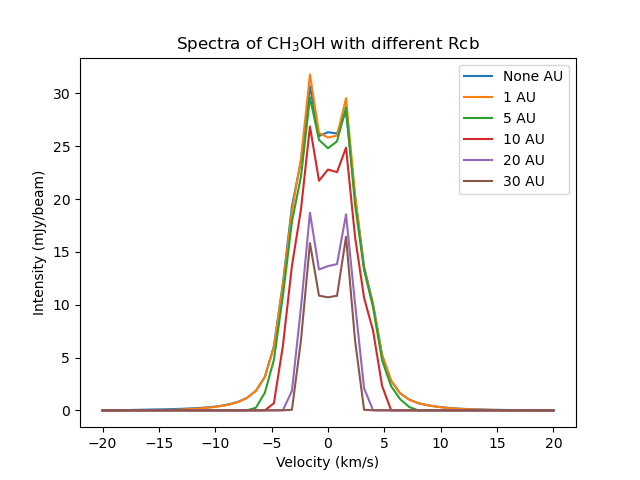 Spectra of CH₃OH with different Rcb
Intensity (mJy/beam)
30
25
20
15
10
5
0
None AU
1 AU
5 AU
10 AU
20 AU
30 AU
−20
−15
−10
−5
0
5
10
15
20
Velocity (km/s)